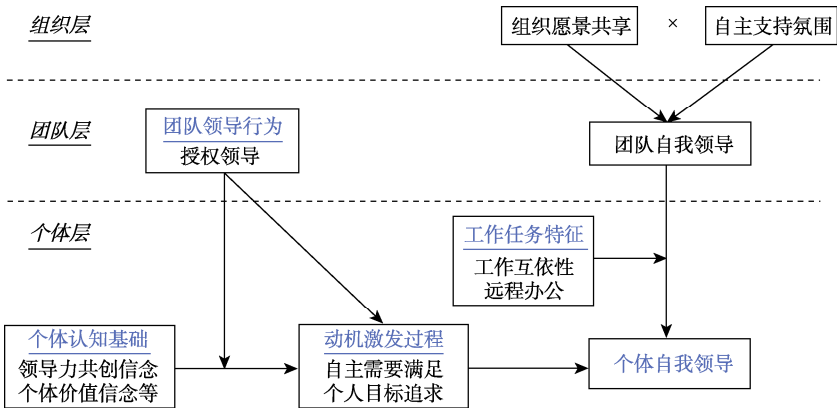 组织层
组织愿景共享 × 自主支持氛围
团队层
团队领导行为
授权领导
团队自我领导
个体层
工作任务特征
工作互依性
远程办公
个体认知基础
领导力共创信念
个体价值信念等
动机激发过程
自主需要满足
个人目标追求
个体自我领导